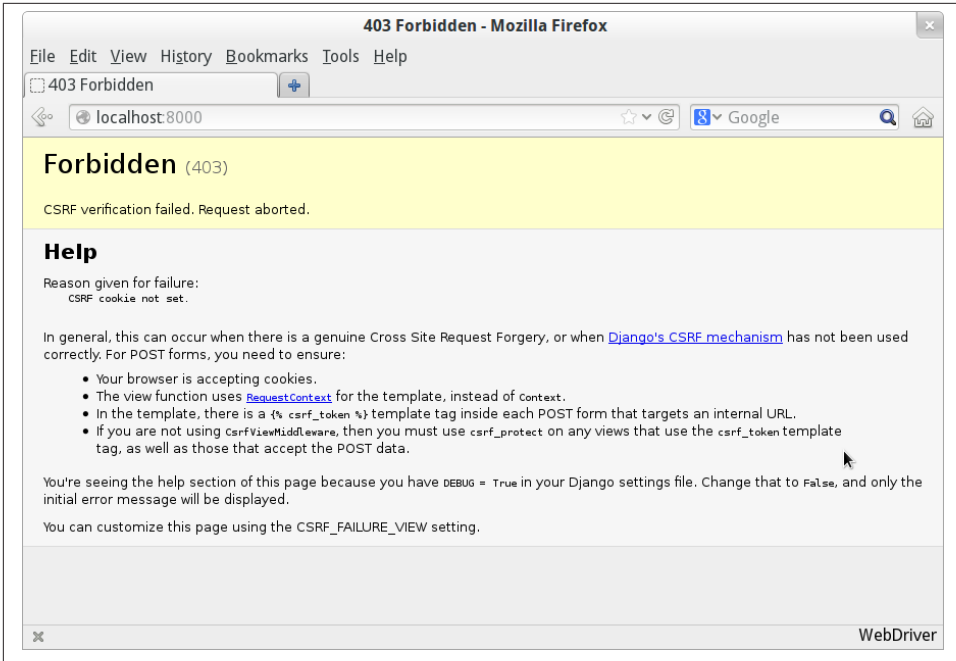 403 Forbidden - Mozilla Firefox
File Edit View History Bookmarks Tools Help
403 Forbidden
localhost:8000
8 Google
Forbidden (403)
CSRF verification failed. Request aborted.
Help
Reason given for failure:
CSRF cookie not set.
In general, this can occur when there is a genuine Cross Site Request Forgery, or when Django's CSRF mechanism has not been used
correctly. For POST forms, you need to ensure:
• Your browser is accepting cookies.
• The view function uses RequestContext for the template, instead of Context.
• In the template, there is a {% csrf_token %} template tag inside each POST form that targets an internal URL.
• If you are not using CsrfViewMiddleware, then you must use csrf_protect on any views that use the csrf_token template
tag, as well as those that accept the POST data.
You're seeing the help section of this page because you have DEBUG = True in your Django settings file. Change that to False, and only the
initial error message will be displayed.
You can customize this page using the CSRF_FAILURE_VIEW setting.
WebDriver